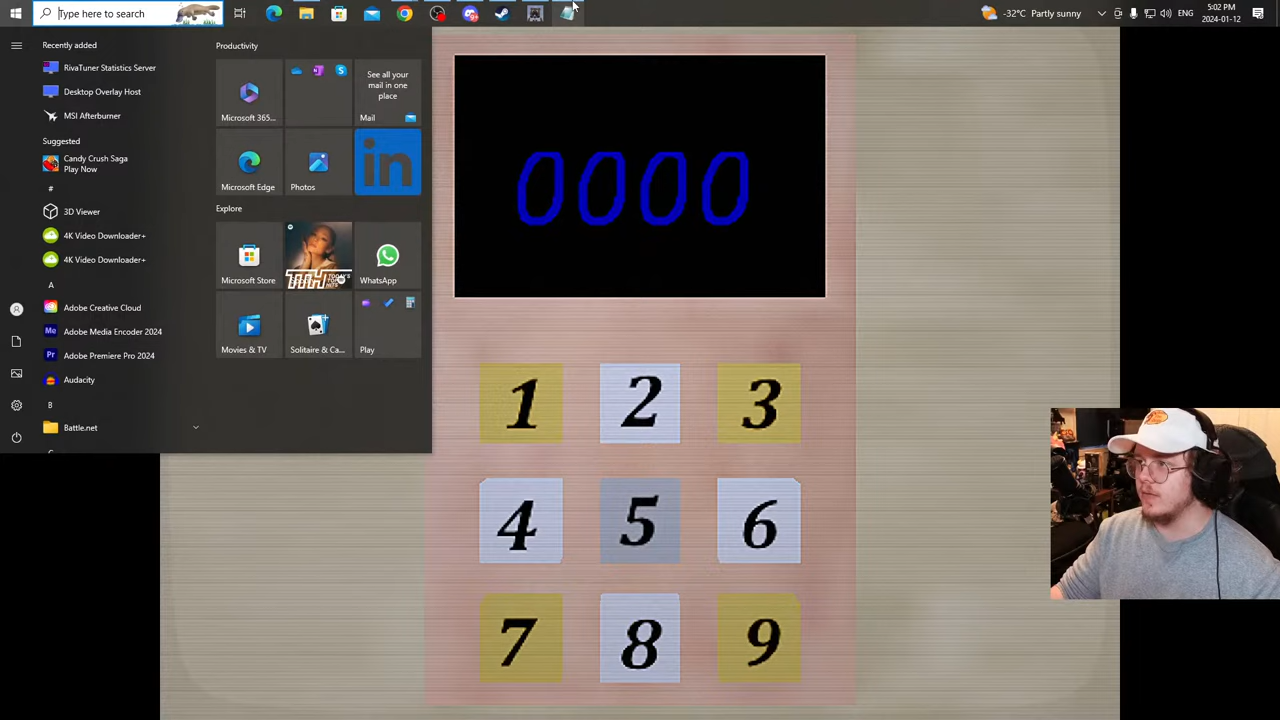 Type here to search
-32°C Partly sunny
ENG
5:02 PM
2024-01-12
Recently added
RivaTuner Statistics Server
Desktop Overlay Host
MSI Afterburner
Suggested
Candy Crush Saga
Play Now
#
3D Viewer
4K Video Downloader+
4K Video Downloader+
A
Adobe Creative Cloud
Adobe Media Encoder 2024
Adobe Premiere Pro 2024
Audacity
B
Battle.net
Productivity
Microsoft 365...
See all your
mail in one
place
Mail
Microsoft Edge
Photos
in
Explore
Microsoft Store
WhatsApp
Movies & TV
Solitaire & Ca...
Play
0000
1 2 3
4 5 6
7 8 9